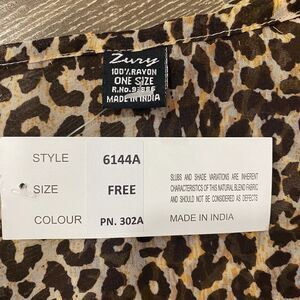 Zury
100% RAYON
ONE SIZE
R.No.
MADE IN INDIA
STYLE 6144A
SIZE FREE
COLOUR PN. 302A
SLUBS AND SHADE VARIATIONS ARE INHERENT
CHARACTERISTICS OF THIS NATURAL BLEND FABRIC
AND SHOULD BE NOT CONSIDERED AS DEFECTS
MADE IN INDIA